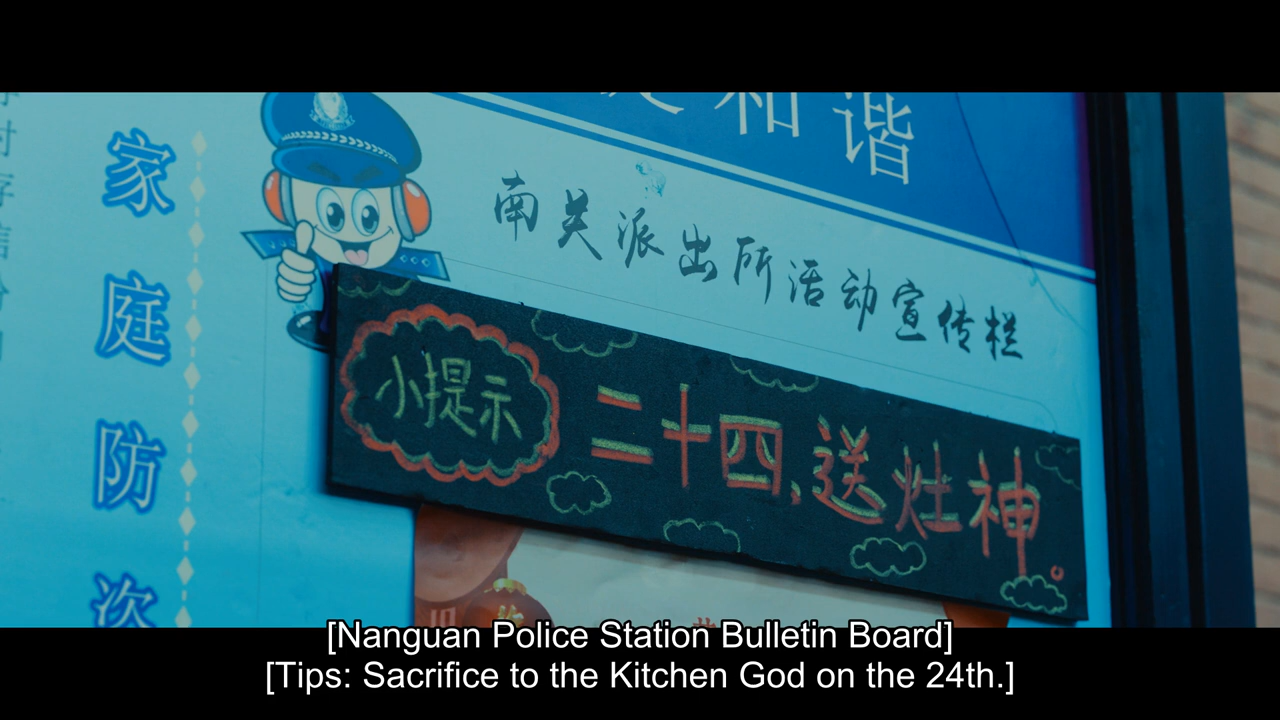 和谐
南关派出所活动宣传栏
家庭防
小提示
二十四,送灶神。
[Nanguan Police Station Bulletin Board]
[Tips: Sacrifice to the Kitchen God on the 24th.]